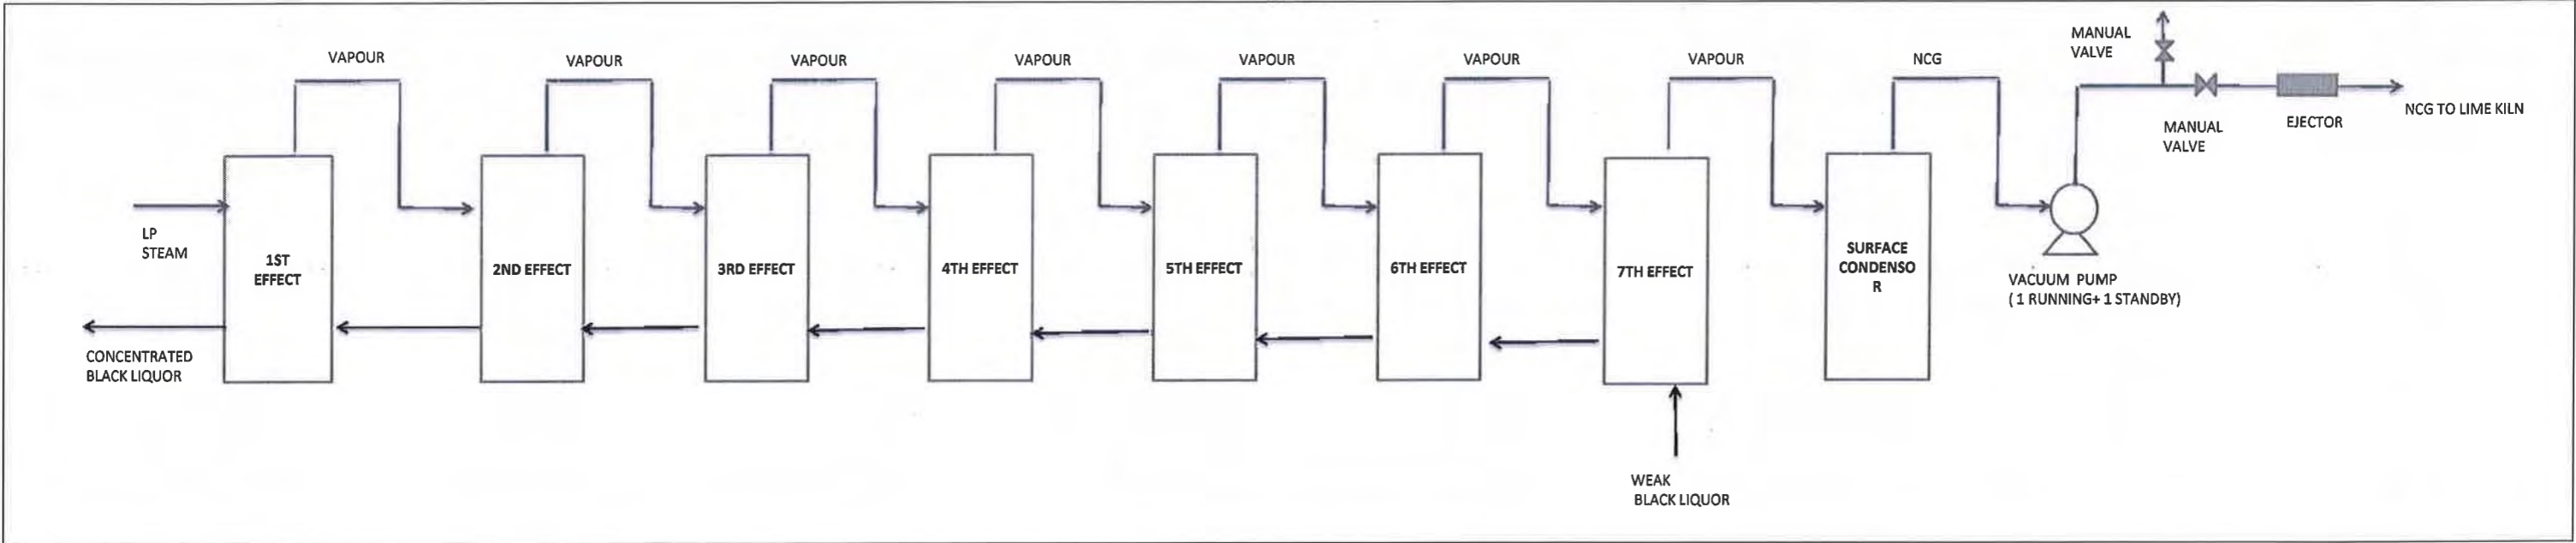 VAPOUR
VAPOUR
VAPOUR
VAPOUR
VAPOUR
VAPOUR
VAPOUR
NCG
MANUAL
VALVE
MANUAL
VALVE
EJECTOR
NCG TO LIME KILN
LP
STEAM
1ST
EFFECT
2ND EFFECT
3RD EFFECT
4TH EFFECT
5TH EFFECT
6TH EFFECT
7TH EFFECT
SURFACE
CONDENSO
R
VACUUM PUMP
( 1 RUNNING+ 1 STANDBY)
CONCENTRATED
BLACK LIQUOR
WEAK
BLACK LIQUOR